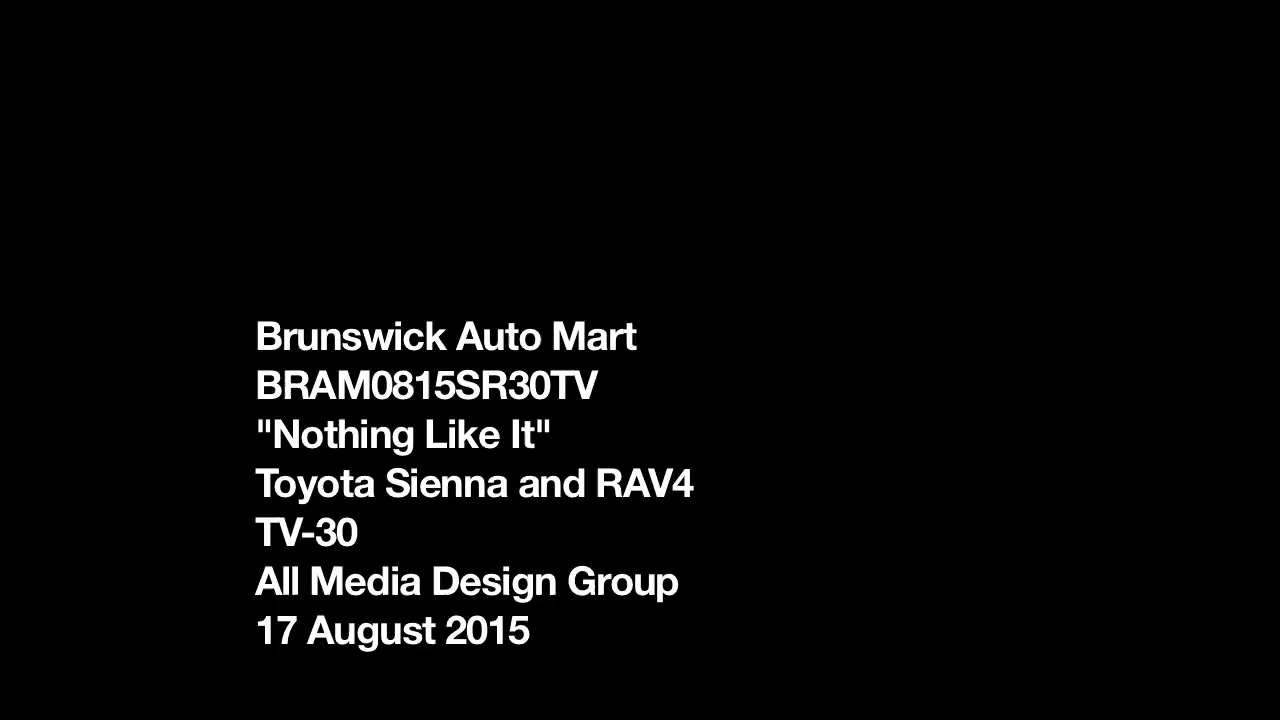 Brunswick Auto Mart
BRAM0815SR30TV
"Nothing Like It"
Toyota Sienna and RAV4
TV-30
All Media Design Group
17 August 2015